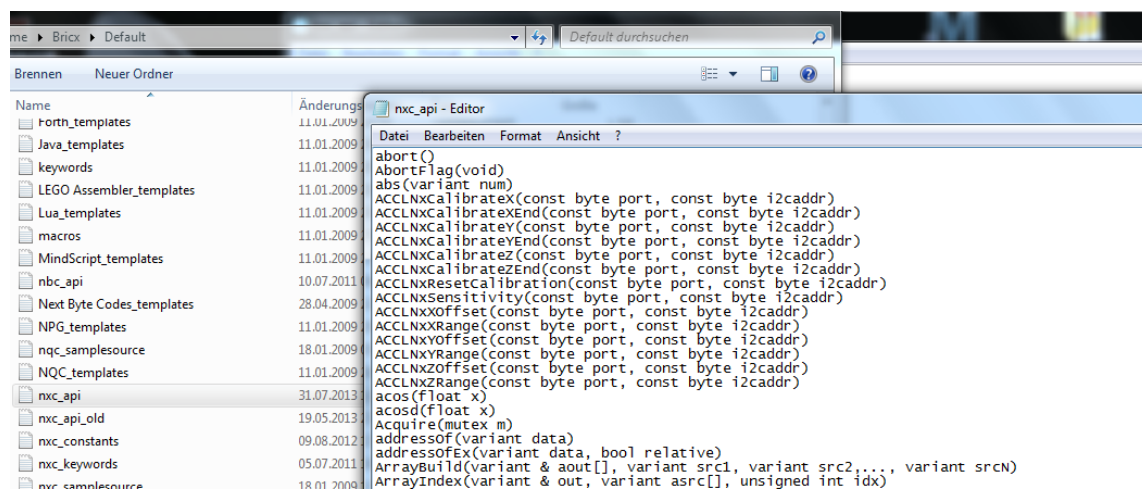 me ▸ Bricx ▸ Default
Default durchsuchen
Brennen Neuer Ordner
Name Änderungs
Forth_templates 11.01.2009
Java_templates 11.01.2009
keywords 11.01.2009
LEGO Assembler_templates 11.01.2009
Lua_templates 11.01.2009
macros 11.01.2009
MindScript_templates 11.01.2009
nbc_api 10.07.2011
Next Byte Codes_templates 28.04.2009
NPG_templates 11.01.2009
nqc_samplesource 18.01.2009
NQC_templates 11.01.2009
nxc_api 31.07.2013
nxc_api_old 19.05.2013
nxc_constants 09.08.2012
nxc_keywords 05.07.2011
nxc_samplesource 18.01.2009
nxc_api - Editor
Datei Bearbeiten Format Ansicht ?
abort()
AbortFlag(void)
abs(variant num)
ACCLNxCalibrateX(const byte port, const byte i2caddr)
ACCLNxCalibrateXEnd(const byte port, const byte i2caddr)
ACCLNxCalibrateY(const byte port, const byte i2caddr)
ACCLNxCalibrateYEnd(const byte port, const byte i2caddr)
ACCLNxCalibrateZ(const byte port, const byte i2caddr)
ACCLNxCalibrateZEnd(const byte port, const byte i2caddr)
ACCLNxResetCalibration(const byte port, const byte i2caddr)
ACCLNxSensitivity(const byte port, const byte i2caddr)
ACCLNxXOffset(const byte port, const byte i2caddr)
ACCLNxXRange(const byte port, const byte i2caddr)
ACCLNxYOffset(const byte port, const byte i2caddr)
ACCLNxYRange(const byte port, const byte i2caddr)
ACCLNxZOffset(const byte port, const byte i2caddr)
ACCLNxZRange(const byte port, const byte i2caddr)
acos(float x)
acosd(float x)
Acquire(mutex m)
addressOf(variant data)
addressOfEx(variant data, bool relative)
ArrayBuild(variant & aout[], variant src1, variant src2,..., variant srcN)
ArrayIndex(variant & out, variant asrc[], unsigned int idx)